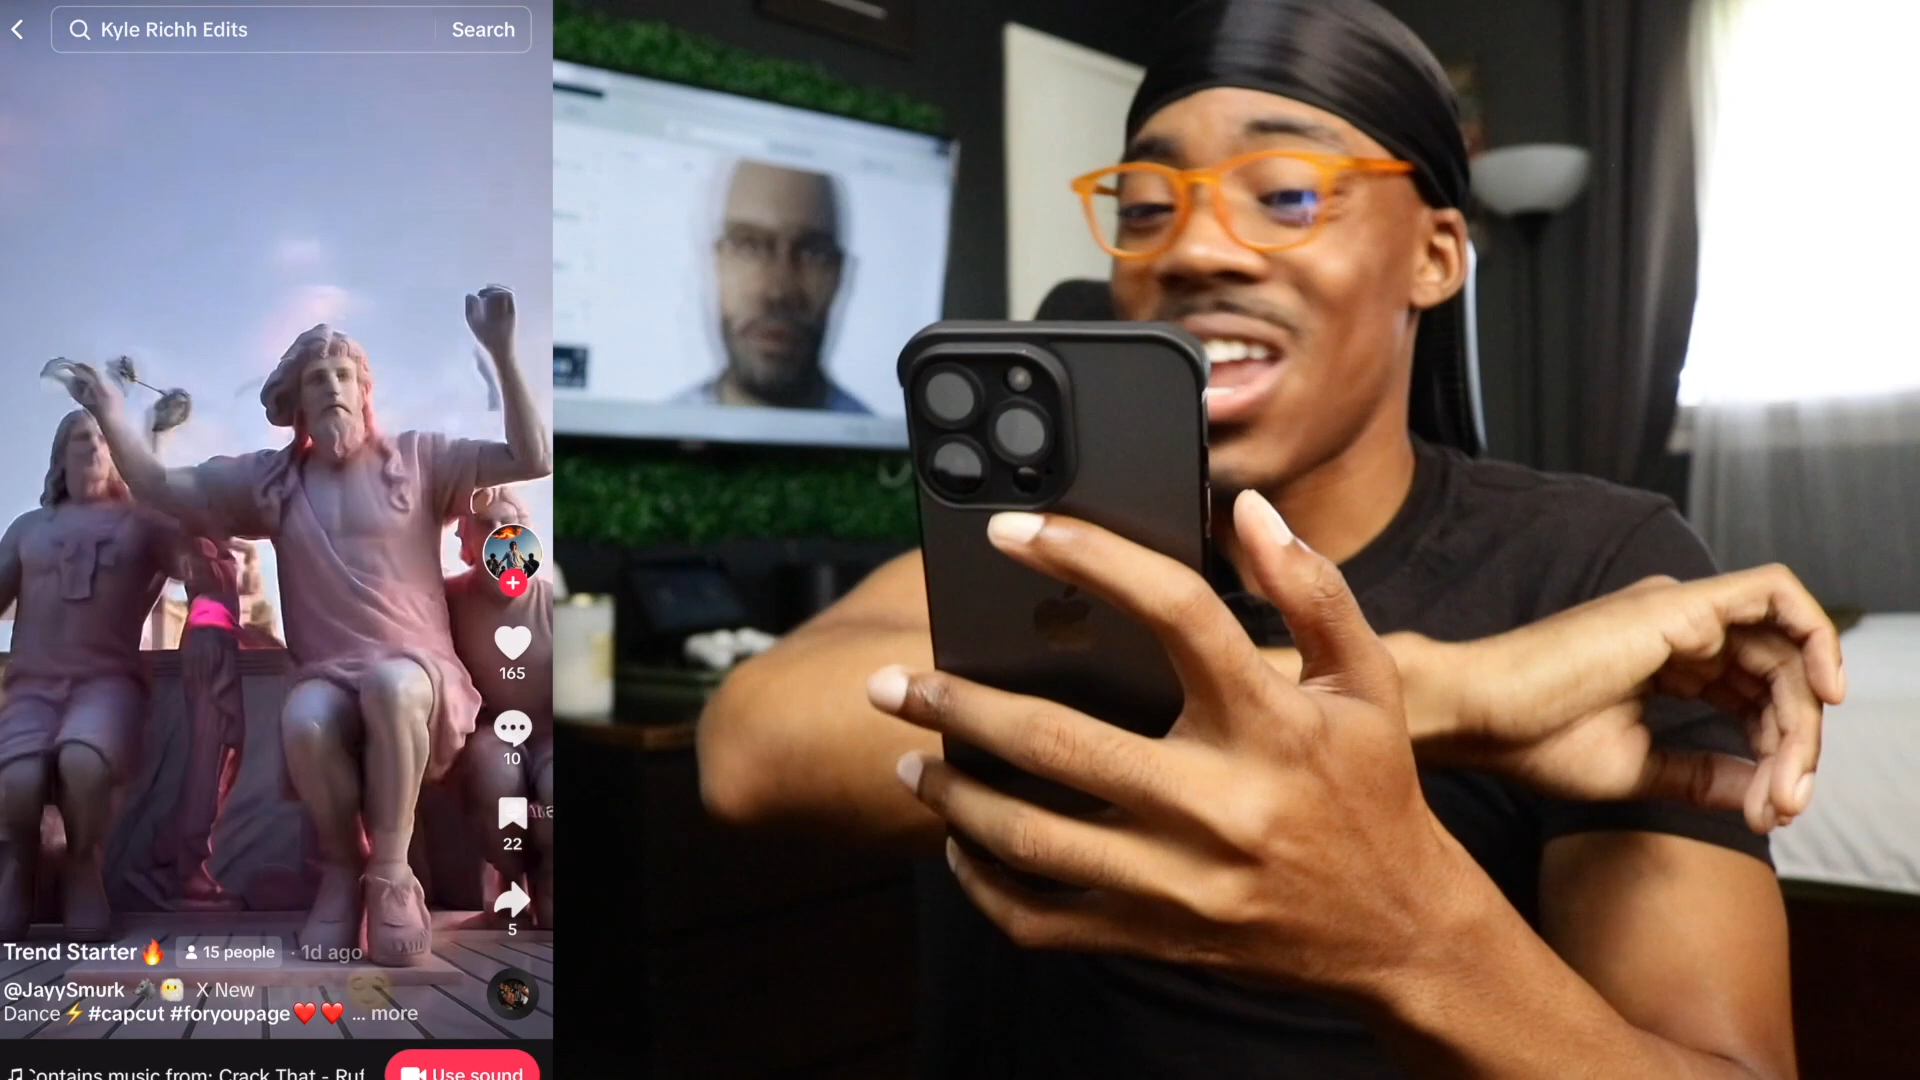 Kyle Richh Edits
Search
165
10
22
5
Trend Starter🔥 15 people · 1d ago
@JayySmurk X New
Dance⚡#capcut #foryoupage❤️❤️ ... more
contains music from: Crack That - Ruf
Use sound